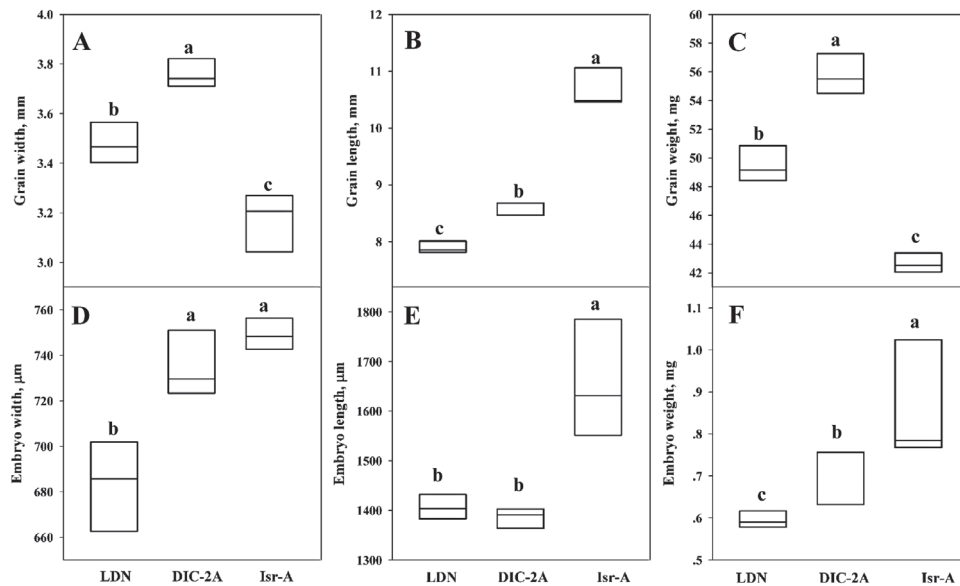 A
Grain width, mm
4.0
3.8
3.6
3.4
3.2
3.0
b
a
c
B
Grain length, mm
12
11
10
9
8
c
b
a
C
Grain weight, mg
60
58
56
54
52
50
48
46
44
42
b
a
c
D
Embryo width, μm
760
740
720
700
680
660
b
a
a
LDN DIC-2A Isr-A
E
Embryo length, μm
1800
1700
1600
1500
1400
1300
b
b
a
LDN DIC-2A Isr-A
F
Embryo weight, mg
1.1
1.0
.9
.8
.7
.6
.5
c
b
a
LDN DIC-2A Isr-A